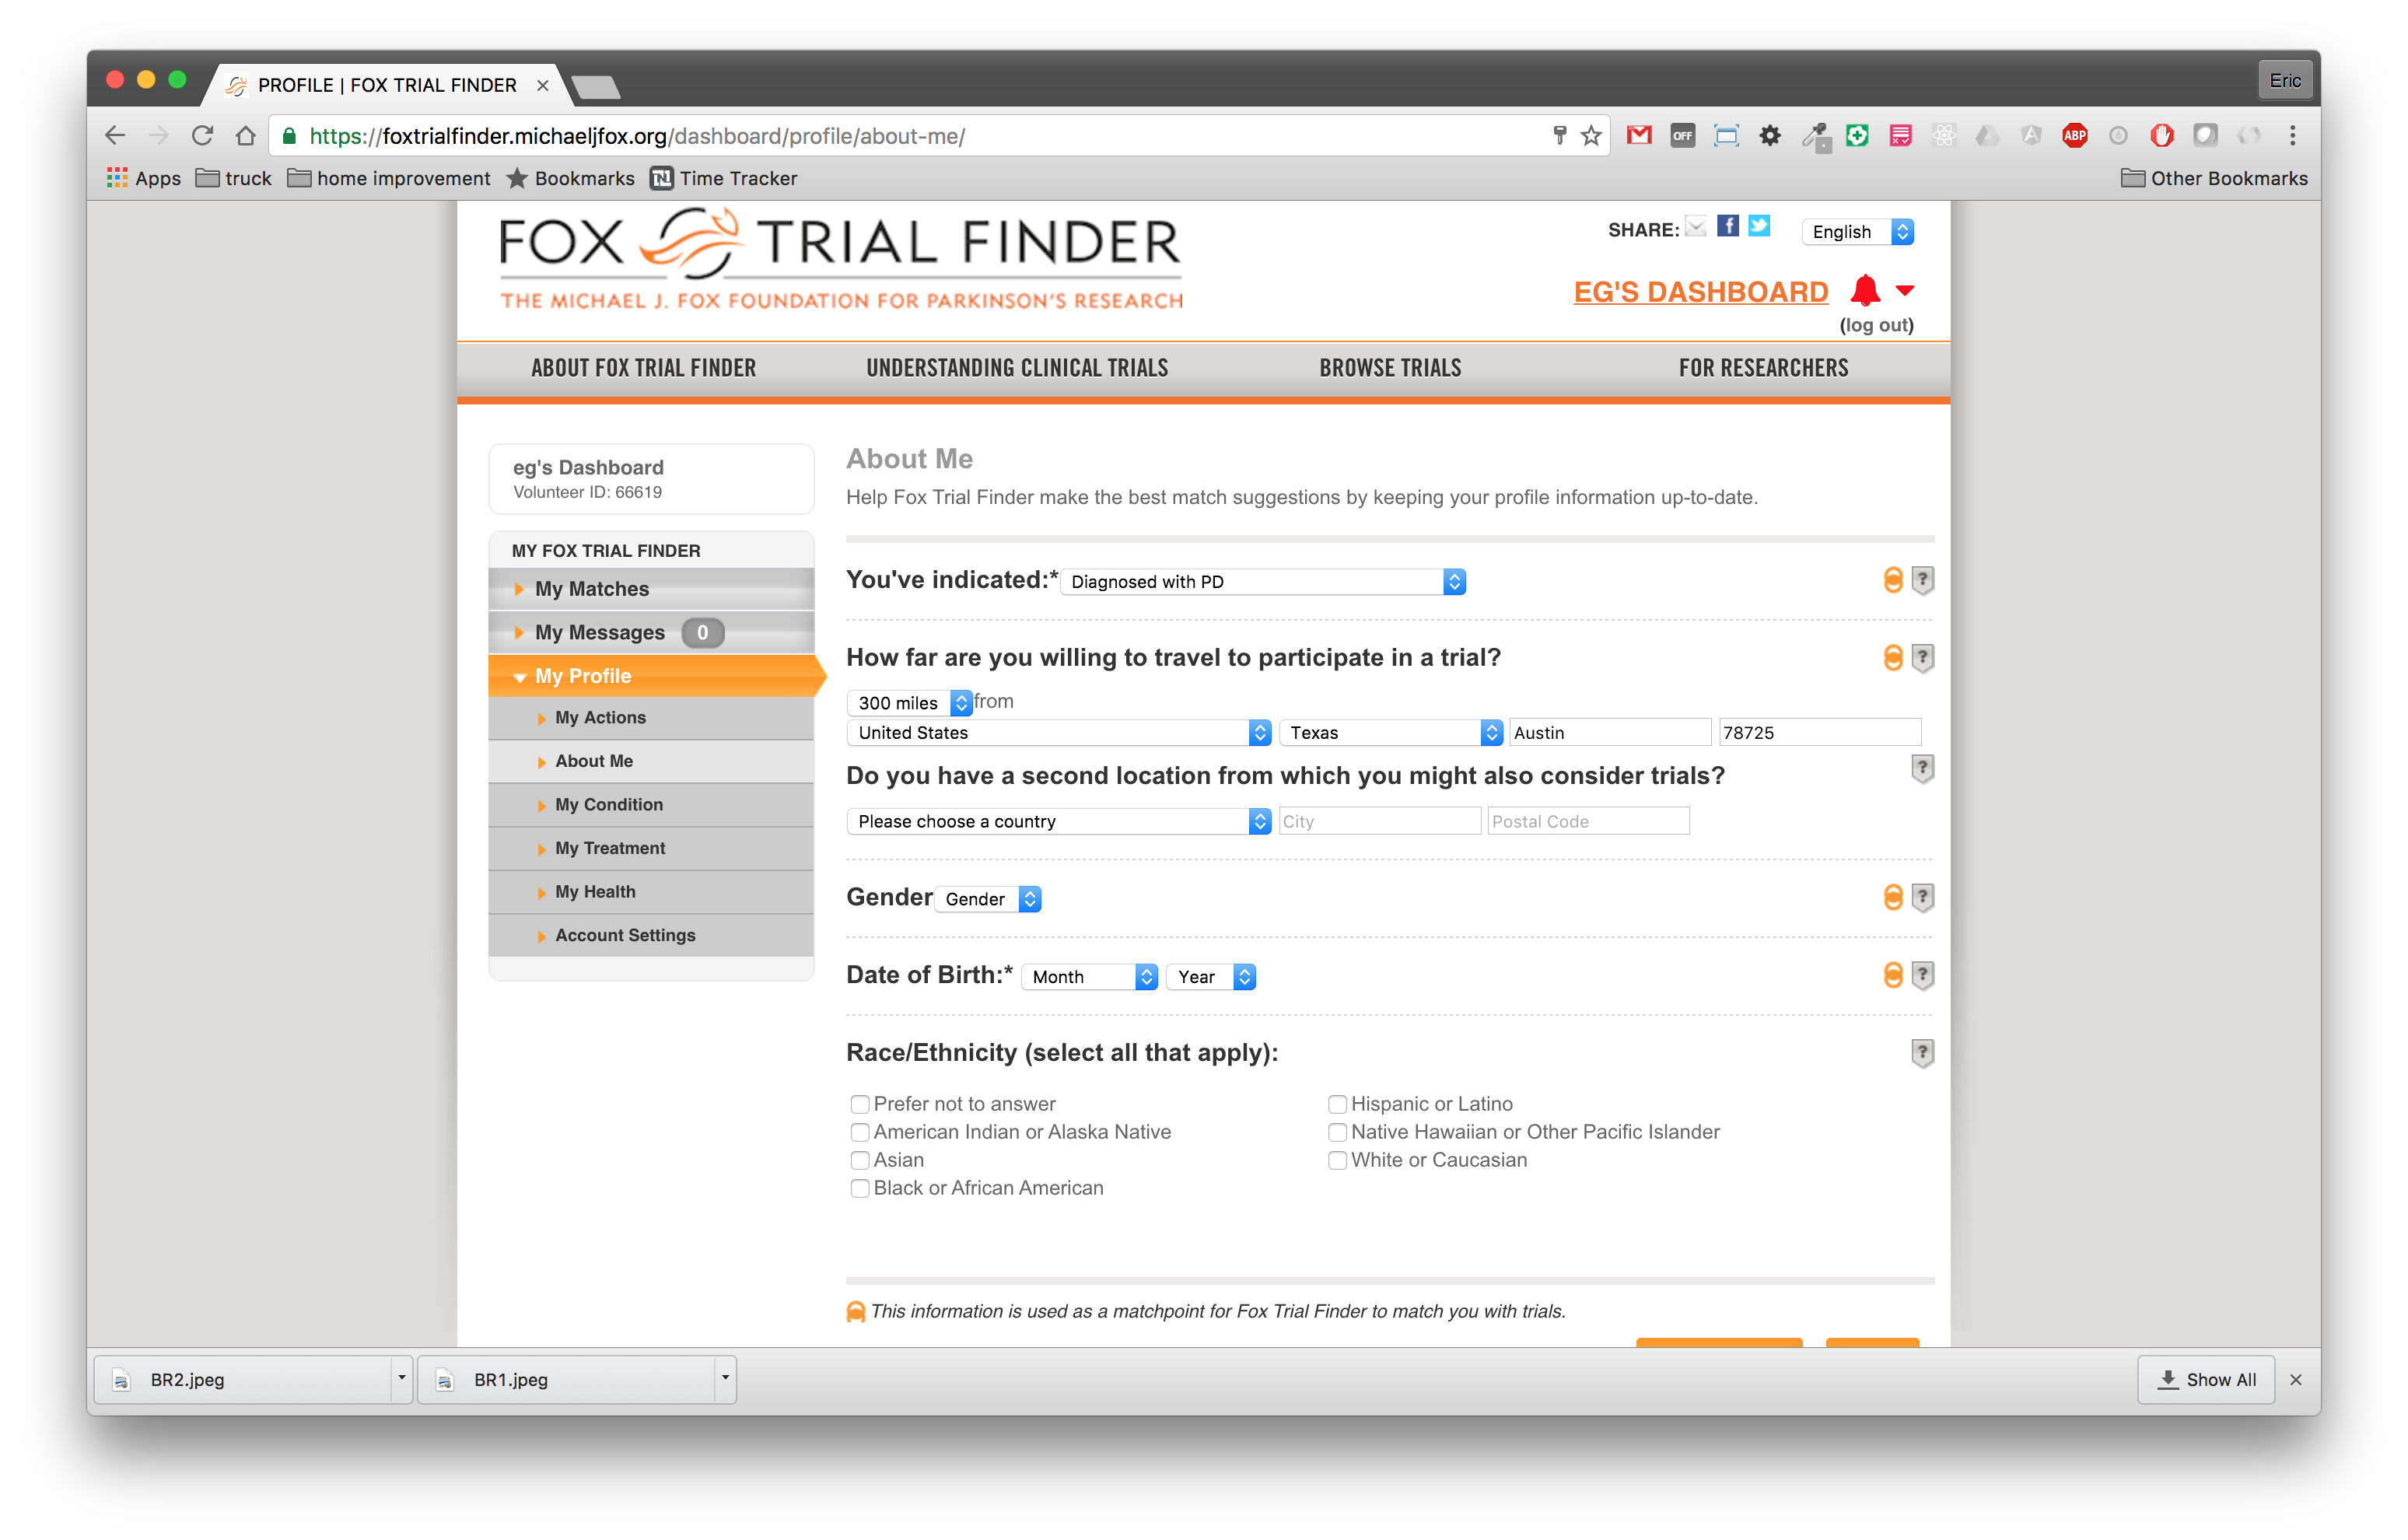 PROFILE | FOX TRIAL FINDER
Eric
https://foxtrialfinder.michaeljfox.org/dashboard/profile/about-me/
OFF
ABP
Apps truck home improvement Bookmarks Time Tracker Other Bookmarks
FOX TRIAL FINDER
THE MICHAEL J. FOX FOUNDATION FOR PARKINSON'S RESEARCH
SHARE: English
EG'S DASHBOARD
(log out)
ABOUT FOX TRIAL FINDER UNDERSTANDING CLINICAL TRIALS BROWSE TRIALS FOR RESEARCHERS
eg's Dashboard
Volunteer ID: 66619
MY FOX TRIAL FINDER
My Matches
My Messages 0
My Profile
My Actions
About Me
My Condition
My Treatment
My Health
Account Settings
About Me
Help Fox Trial Finder make the best match suggestions by keeping your profile information up-to-date.
You've indicated:* Diagnosed with PD ?
How far are you willing to travel to participate in a trial? ?
300 miles from
United States Texas Austin 78725
Do you have a second location from which you might also consider trials? ?
Please choose a country City Postal Code
Gender Gender ?
Date of Birth:* Month Year ?
Race/Ethnicity (select all that apply): ?
Prefer not to answer Hispanic or Latino
American Indian or Alaska Native Native Hawaiian or Other Pacific Islander
Asian White or Caucasian
Black or African American
This information is used as a matchpoint for Fox Trial Finder to match you with trials.
BR2.jpeg BR1.jpeg Show All